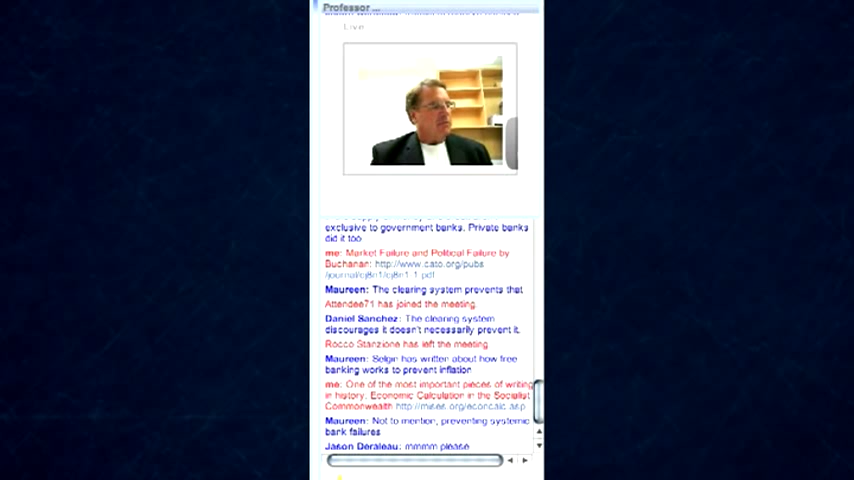 Professor ...
Live
exclusive to government banks. Private banks
did it too
me: Market Failure and Political Failure by
Buchanan: http://www.cato.org/pubs
/journal/cj8n1/cj8n1-1.pdf
Maureen: The clearing system prevents that
Attendee71 has joined the meeting
Daniel Sanchez: The clearing system
discourages it doesn't necessarily prevent it.
Rocco Stanzione has left the meeting
Maureen: Selgin has written about how free
banking works to prevent inflation
me: One of the most important pieces of writing
in history. Economic Calculation in the Socialist
Commonwealth http://mises.org/econcalc.asp
Maureen: Not to mention, preventing systemic
bank failures
Jason Deraleau: mmmm please